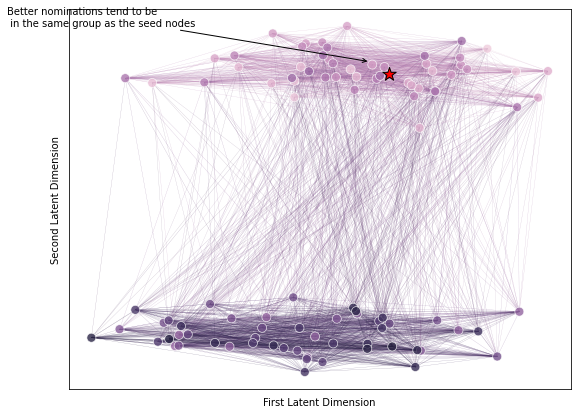 Better nominations tend to be
in the same group as the seed nodes
Second Latent Dimension
First Latent Dimension